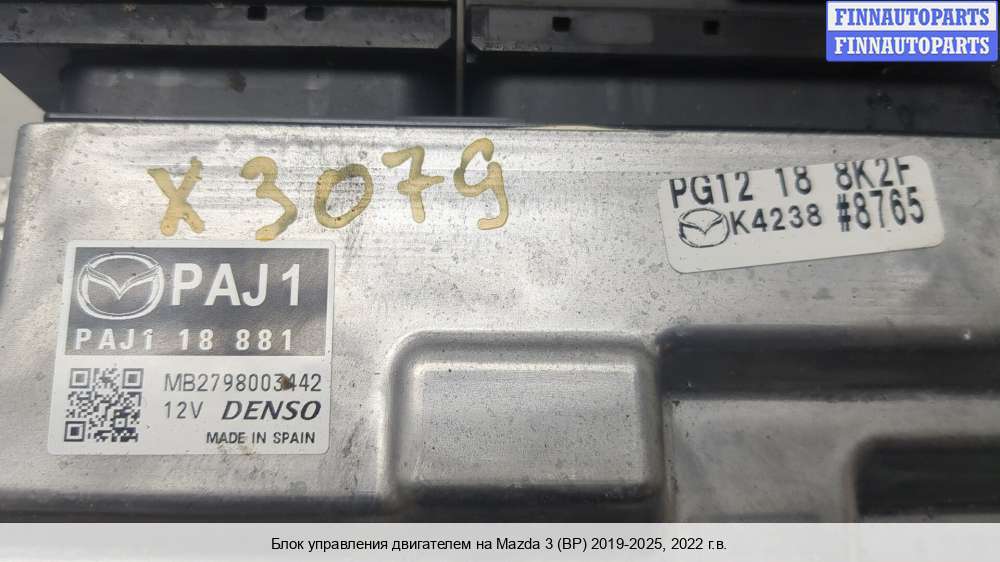 FINNAUTOPARTS
FINNAUTOPARTS
X3079
PG12 18 8K2F
K4238 #8765
PAJ1
PAJ1 18 881
MB2798003442
12V DENSO
MADE IN SPAIN
Блок управления двигателем на Mazda 3 (BP) 2019-2025, 2022 г.в.